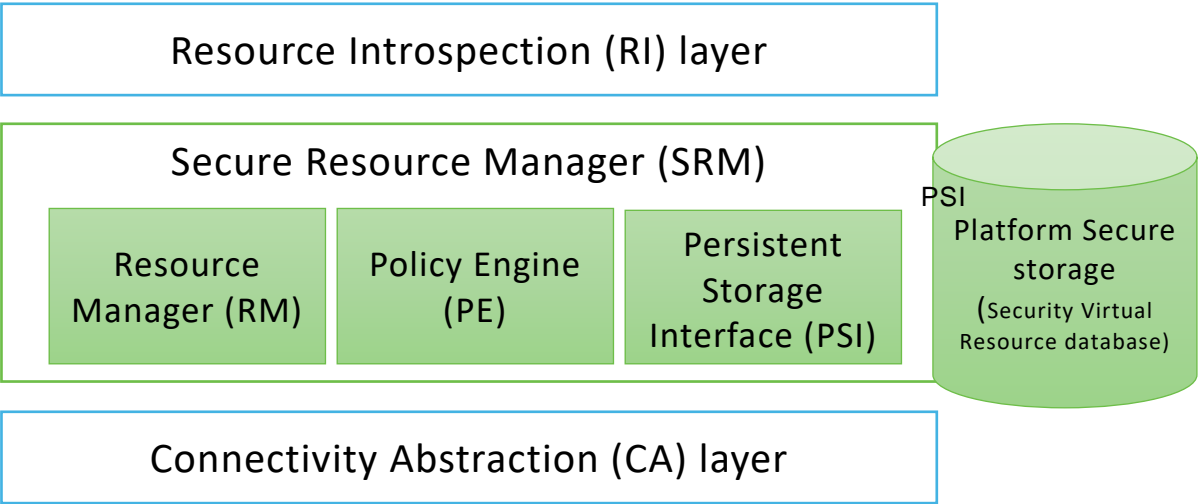 Resource Introspection (RI) layer
Secure Resource Manager (SRM)
Resource
Manager (RM)
Policy Engine
(PE)
Persistent
Storage
Interface (PSI)
PSI
Platform Secure
storage
(Security Virtual
Resource database)
Connectivity Abstraction (CA) layer